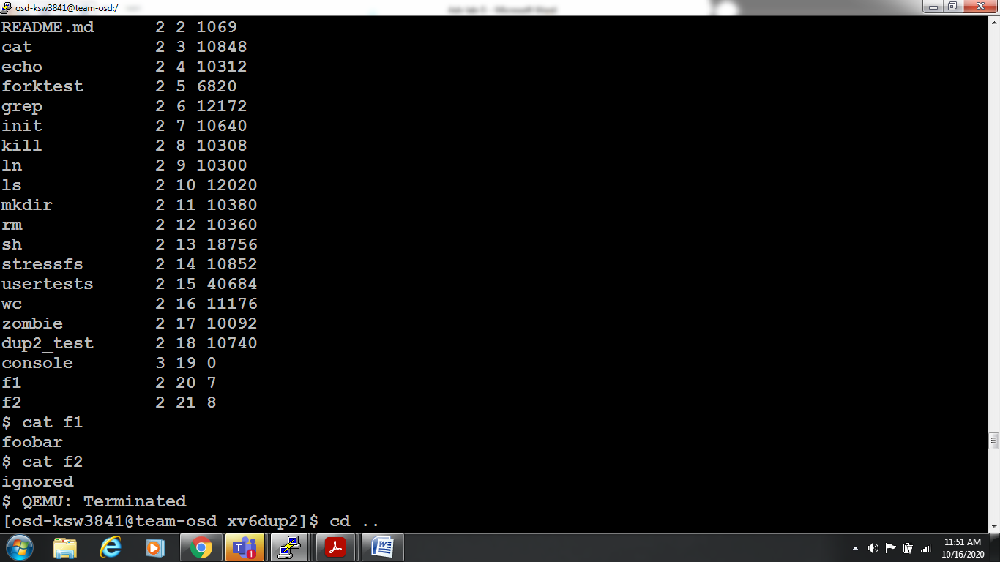 osd-ksw3841@team-osd:/
README.md 2 2 1069
cat 2 3 10848
echo 2 4 10312
forktest 2 5 6820
grep 2 6 12172
init 2 7 10640
kill 2 8 10308
ln 2 9 10300
ls 2 10 12020
mkdir 2 11 10380
rm 2 12 10360
sh 2 13 18756
stressfs 2 14 10852
usertests 2 15 40684
wc 2 16 11176
zombie 2 17 10092
dup2_test 2 18 10740
console 3 19 0
f1 2 20 7
f2 2 21 8
$ cat f1
foobar
$ cat f2
ignored
$ QEMU: Terminated
[osd-ksw3841@team-osd xv6dup2]$ cd ..
11:51 AM
10/16/2020